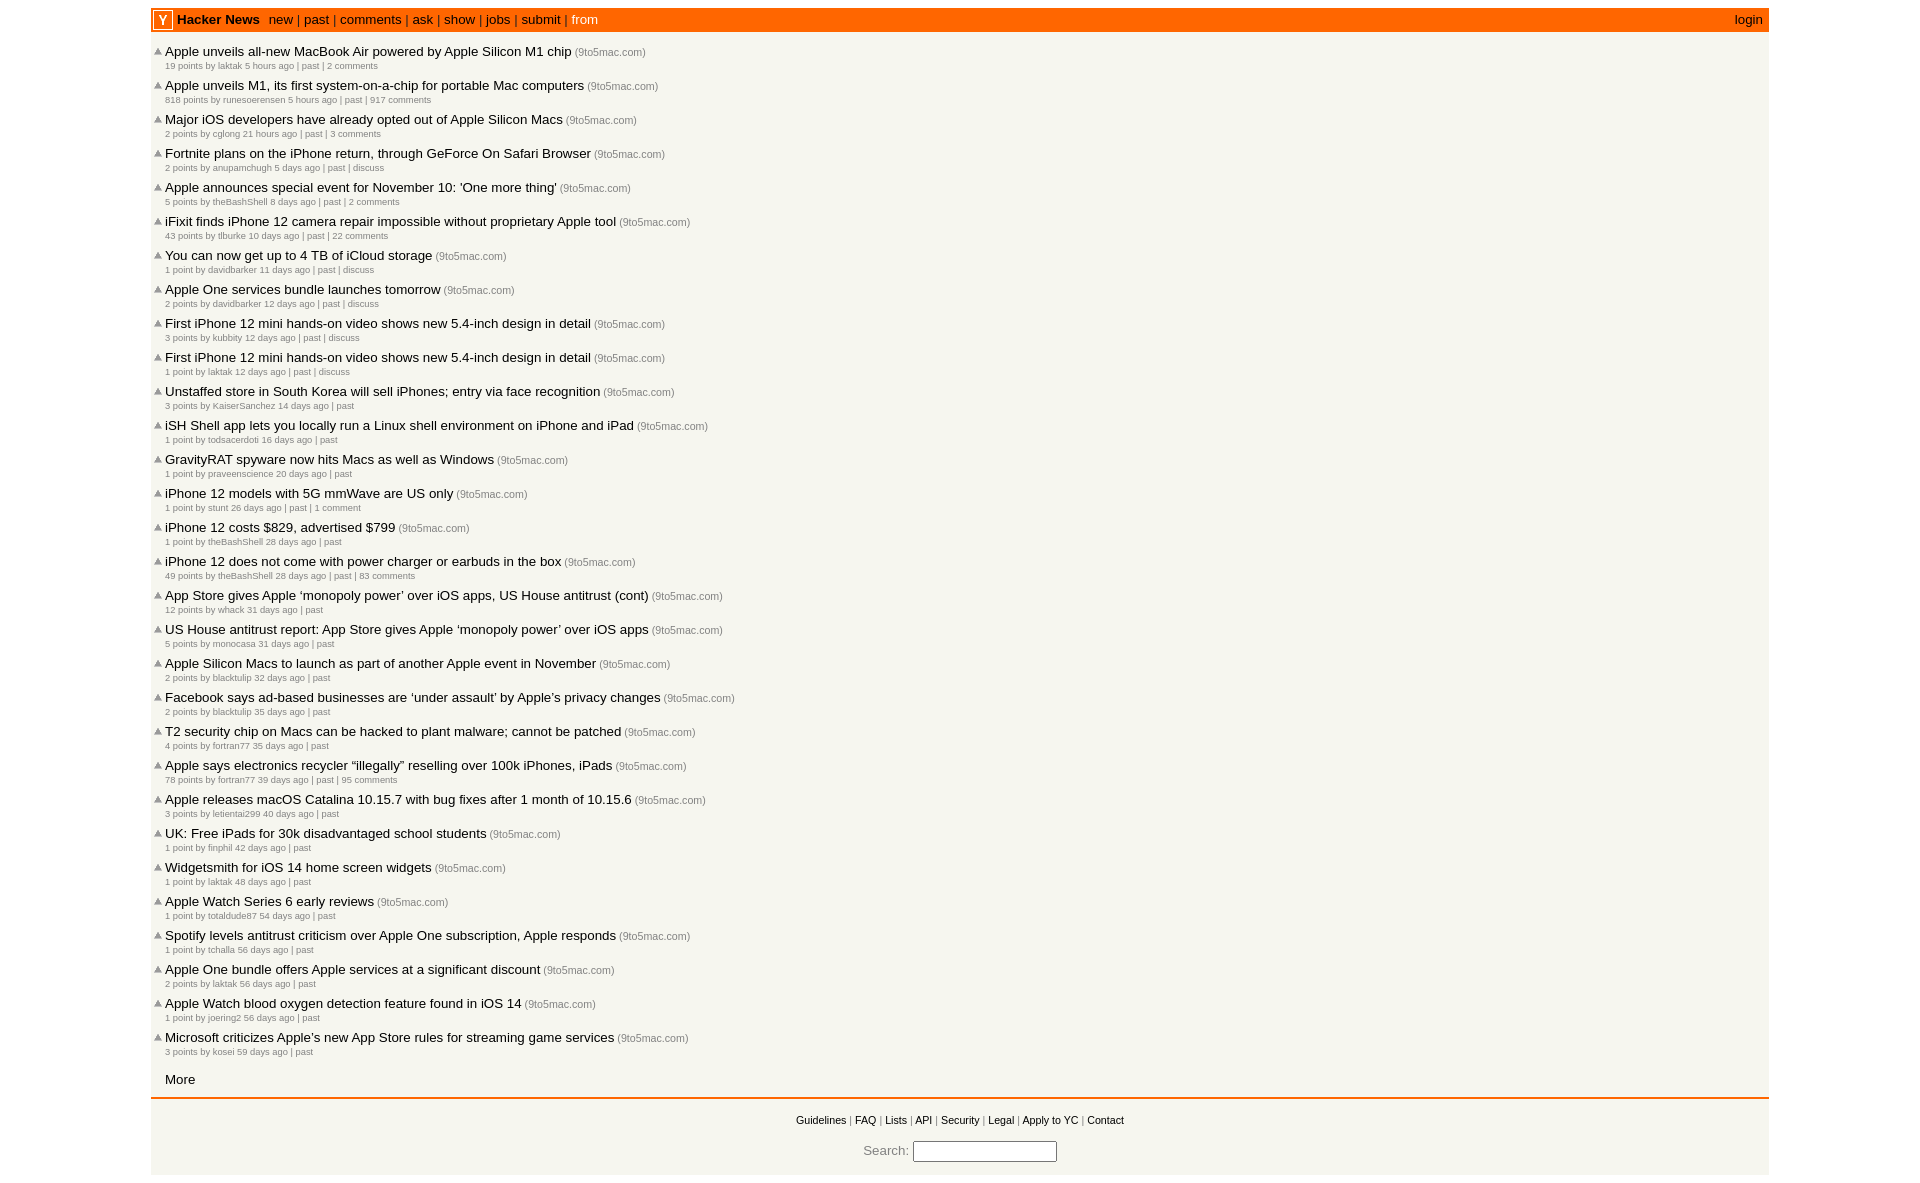 Y Hacker News new | past | comments | ask | show | jobs | submit | from login
Apple unveils all-new MacBook Air powered by Apple Silicon M1 chip (9to5mac.com)
19 points by laktak 5 hours ago | past | 2 comments
Apple unveils M1, its first system-on-a-chip for portable Mac computers (9to5mac.com)
818 points by runesoerensen 5 hours ago | past | 917 comments
Major iOS developers have already opted out of Apple Silicon Macs (9to5mac.com)
2 points by cglong 21 hours ago | past | 3 comments
Fortnite plans on the iPhone return, through GeForce On Safari Browser (9to5mac.com)
2 points by anupamchugh 5 days ago | past | discuss
Apple announces special event for November 10: 'One more thing' (9to5mac.com)
5 points by theBashShell 8 days ago | past | 2 comments
iFixit finds iPhone 12 camera repair impossible without proprietary Apple tool (9to5mac.com)
43 points by tlburke 10 days ago | past | 22 comments
You can now get up to 4 TB of iCloud storage (9to5mac.com)
1 point by davidbarker 11 days ago | past | discuss
Apple One services bundle launches tomorrow (9to5mac.com)
2 points by davidbarker 12 days ago | past | discuss
First iPhone 12 mini hands-on video shows new 5.4-inch design in detail (9to5mac.com)
3 points by kubbity 12 days ago | past | discuss
First iPhone 12 mini hands-on video shows new 5.4-inch design in detail (9to5mac.com)
1 point by laktak 12 days ago | past | discuss
Unstaffed store in South Korea will sell iPhones; entry via face recognition (9to5mac.com)
3 points by KaiserSanchez 14 days ago | past
iSH Shell app lets you locally run a Linux shell environment on iPhone and iPad (9to5mac.com)
1 point by todsacerdoti 16 days ago | past
GravityRAT spyware now hits Macs as well as Windows (9to5mac.com)
1 point by praveenscience 20 days ago | past
iPhone 12 models with 5G mmWave are US only (9to5mac.com)
1 point by stunt 26 days ago | past | 1 comment
iPhone 12 costs $829, advertised $799 (9to5mac.com)
1 point by theBashShell 28 days ago | past
iPhone 12 does not come with power charger or earbuds in the box (9to5mac.com)
49 points by theBashShell 28 days ago | past | 83 comments
App Store gives Apple ‘monopoly power’ over iOS apps, US House antitrust (cont) (9to5mac.com)
12 points by whack 31 days ago | past
US House antitrust report: App Store gives Apple ‘monopoly power’ over iOS apps (9to5mac.com)
5 points by monocasa 31 days ago | past
Apple Silicon Macs to launch as part of another Apple event in November (9to5mac.com)
2 points by blacktulip 32 days ago | past
Facebook says ad-based businesses are ‘under assault’ by Apple’s privacy changes (9to5mac.com)
2 points by blacktulip 35 days ago | past
T2 security chip on Macs can be hacked to plant malware; cannot be patched (9to5mac.com)
4 points by fortran77 35 days ago | past
Apple says electronics recycler “illegally” reselling over 100k iPhones, iPads (9to5mac.com)
78 points by fortran77 39 days ago | past | 95 comments
Apple releases macOS Catalina 10.15.7 with bug fixes after 1 month of 10.15.6 (9to5mac.com)
3 points by letientai299 40 days ago | past
UK: Free iPads for 30k disadvantaged school students (9to5mac.com)
1 point by finphil 42 days ago | past
Widgetsmith for iOS 14 home screen widgets (9to5mac.com)
1 point by laktak 48 days ago | past
Apple Watch Series 6 early reviews (9to5mac.com)
1 point by totaldude87 54 days ago | past
Spotify levels antitrust criticism over Apple One subscription, Apple responds (9to5mac.com)
1 point by tchalla 56 days ago | past
Apple One bundle offers Apple services at a significant discount (9to5mac.com)
2 points by laktak 56 days ago | past
Apple Watch blood oxygen detection feature found in iOS 14 (9to5mac.com)
1 point by joering2 56 days ago | past
Microsoft criticizes Apple’s new App Store rules for streaming game services (9to5mac.com)
3 points by kosei 59 days ago | past
More
Guidelines | FAQ | Lists | API | Security | Legal | Apply to YC | Contact
Search: